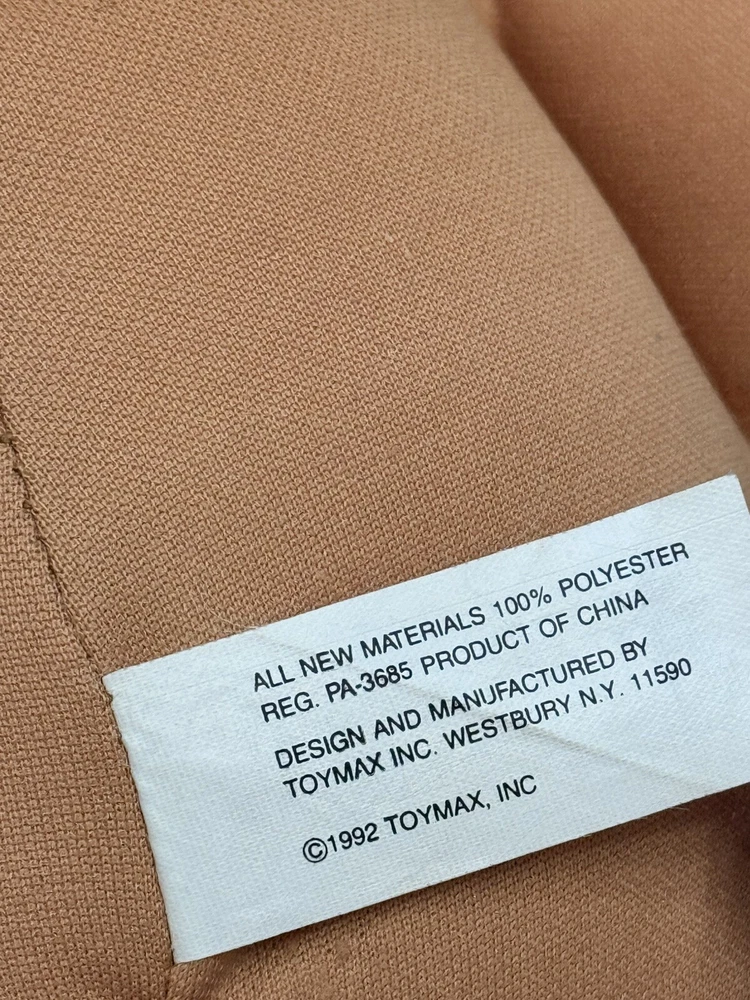 ALL NEW MATERIALS 100% POLYESTER
REG. PA-3685 PRODUCT OF CHINA
DESIGN AND MANUFACTURED BY
TOYMAX INC. WESTBURY N.Y. 11590
©1992 TOYMAX, INC